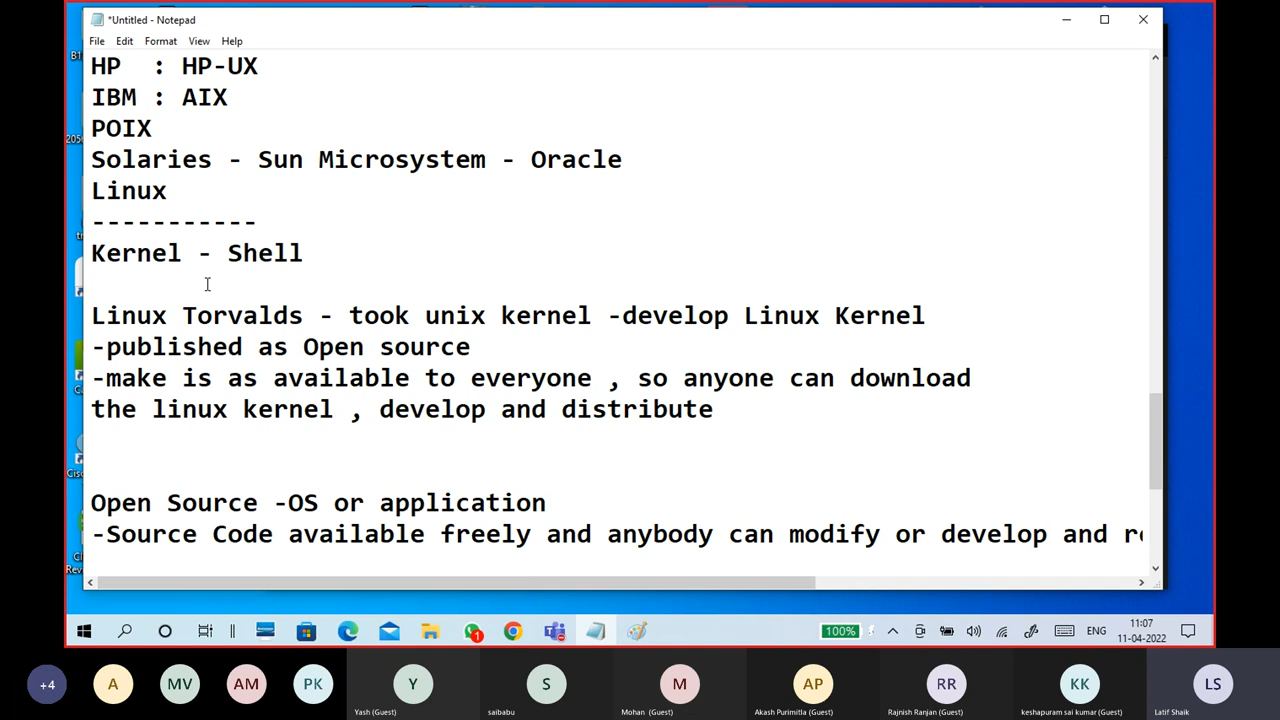 *Untitled - Notepad
File Edit Format View Help
HP : HP-UX
IBM : AIX
POIX
Solaries - Sun Microsystem - Oracle
Linux
-----------
Kernel - Shell
Linux Torvalds - took unix kernel -develop Linux Kernel
-published as Open source
-make is as available to everyone , so anyone can download
the linux kernel , develop and distribute
Open Source -OS or application
-Source Code available freely and anybody can modify or develop and
100%
ENG
11:07
11-04-2022
1
+4
A
MV
AM
PK
Y
S
M
AP
RR
KK
LS
Yash (Guest)
saibabu
Mohan (Guest)
Akash Purimitla (Guest)
Rajnish Ranjan (Guest)
keshapuram sai kumar (Guest)
Latif Shaik